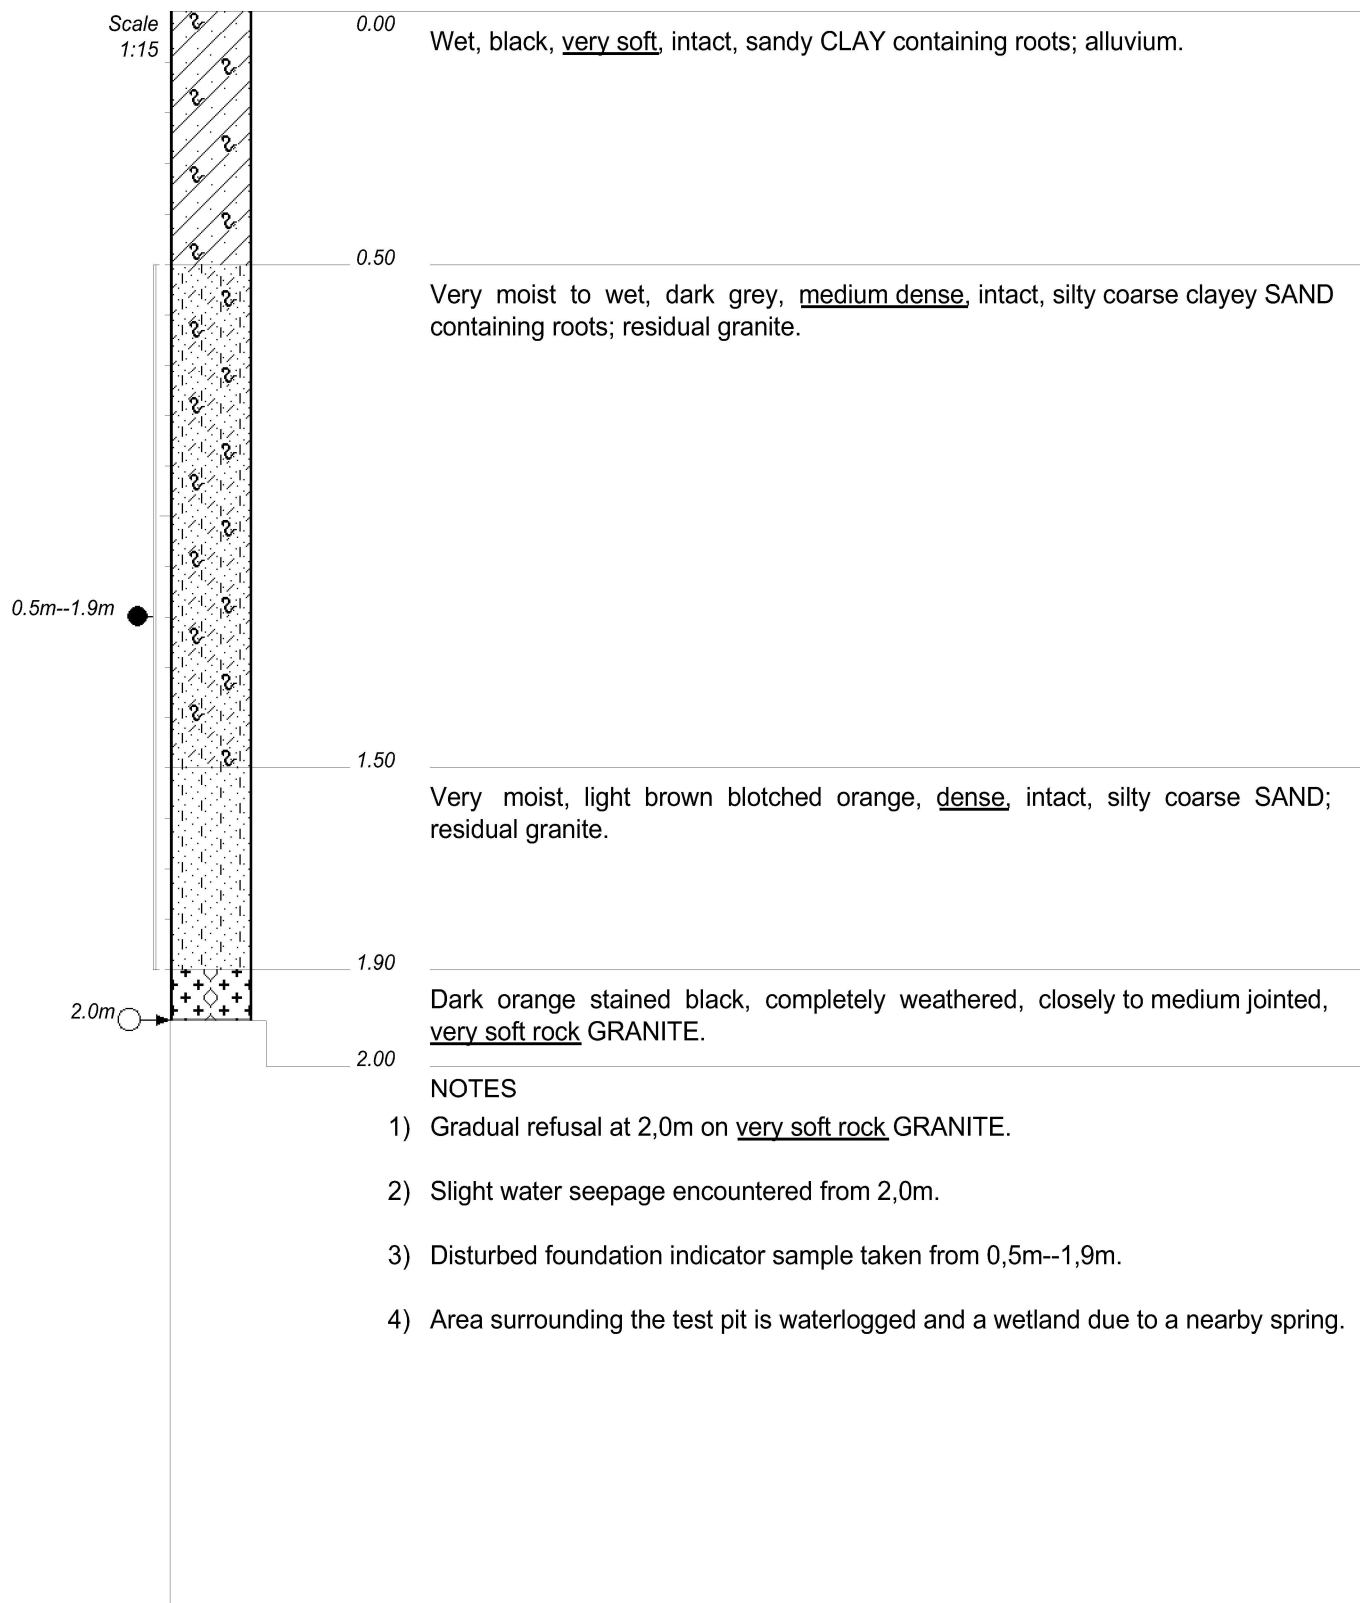 Scale
1:15
0.00
Wet, black, very soft, intact, sandy CLAY containing roots; alluvium.
0.50
Very moist to wet, dark grey, medium dense, intact, silty coarse clayey SAND
containing roots; residual granite.
0.5m--1.9m
1.50
Very moist, light brown blotched orange, dense, intact, silty coarse SAND;
residual granite.
1.90
Dark orange stained black, completely weathered, closely to medium jointed,
2.0m
very soft rock GRANITE.
2.00
NOTES
1) Gradual refusal at 2,0m on very soft rock GRANITE.
2) Slight water seepage encountered from 2,0m.
3) Disturbed foundation indicator sample taken from 0,5m--1,9m.
4) Area surrounding the test pit is waterlogged and a wetland due to a nearby spring.